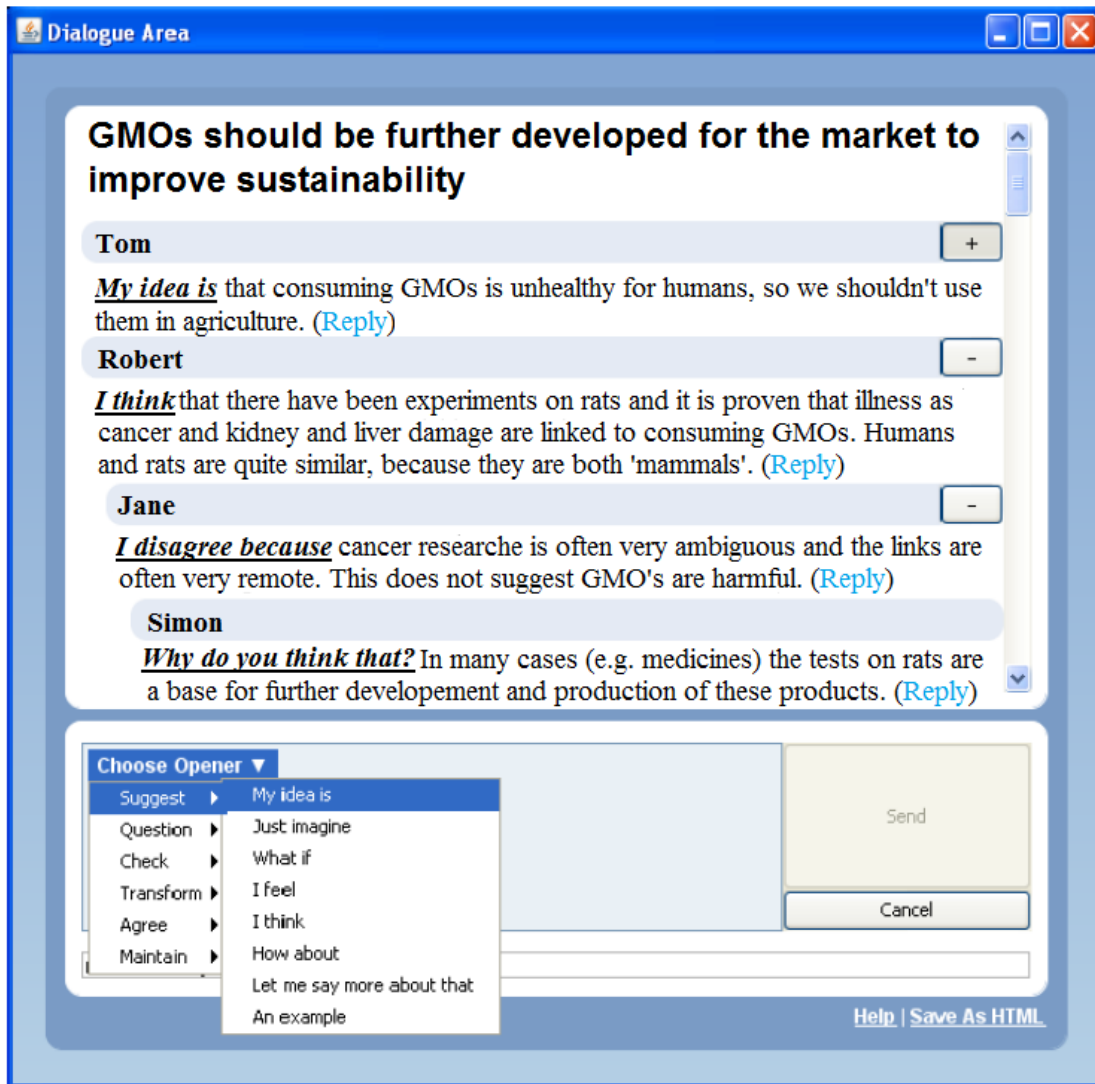 Dialogue Area
GMOs should be further developed for the market to
improve sustainability
Tom +
My idea is that consuming GMOs is unhealthy for humans, so we shouldn't use
them in agriculture. (Reply)
Robert -
I think that there have been experiments on rats and it is proven that illness as
cancer and kidney and liver damage are linked to consuming GMOs. Humans
and rats are quite similar, because they are both 'mammals'. (Reply)
Jane -
I disagree because cancer researche is often very ambiguous and the links are
often very remote. This does not suggest GMO's are harmful. (Reply)
Simon
Why do you think that? In many cases (e.g. medicines) the tests on rats are
a base for further developement and production of these products. (Reply)
Choose Opener ▼
Suggest
Question
Check
Transform
Agree
Maintain
My idea is
Just imagine
What if
I feel
I think
How about
Let me say more about that
An example
Send
Cancel
Help | Save As HTML